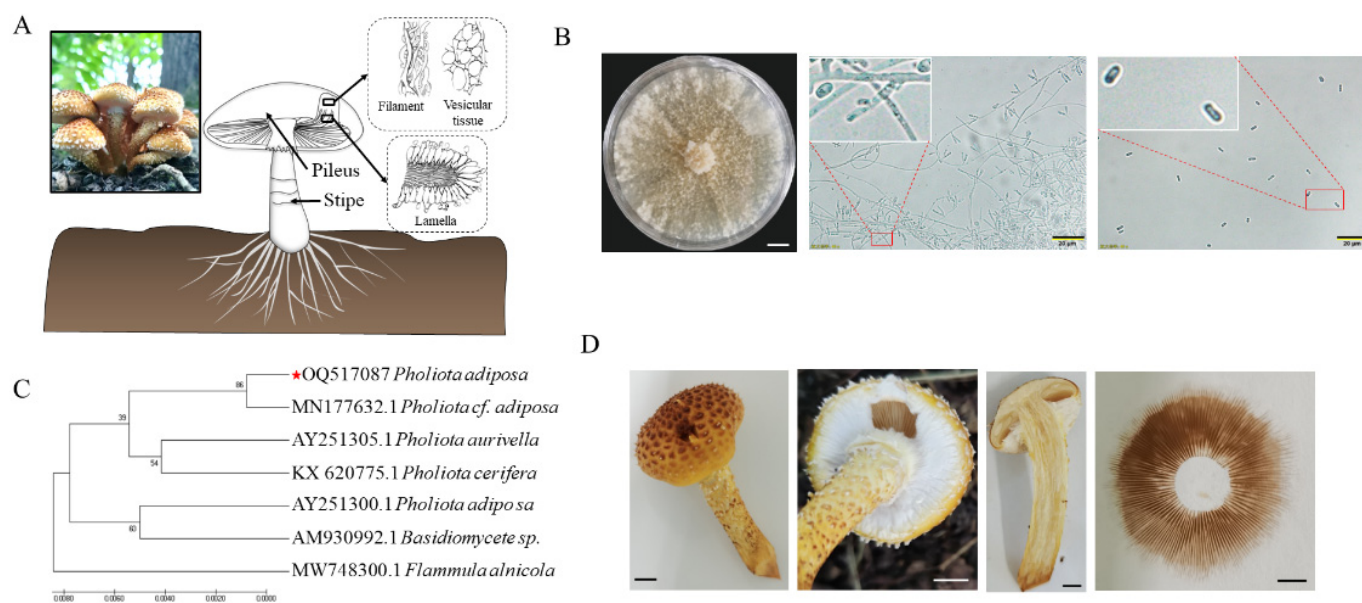 A
Filament
Vesicular
tissue
Pileus
Stipe
Lamella
B
20 μm
20 μm
C
86
★OQ517087 Pholiota adiposa
MN177632.1 Pholiota cf. adiposa
39
AY251305.1 Pholiota aurivella
54
KX 620775.1 Pholiota cerifera
AY251300.1 Pholiota adipo sa
60
AM930992.1 Basidiomycete sp.
MW748300.1 Flammula alnicola
0.0080 0.0060 0.0040 0.0020 0.0000
D